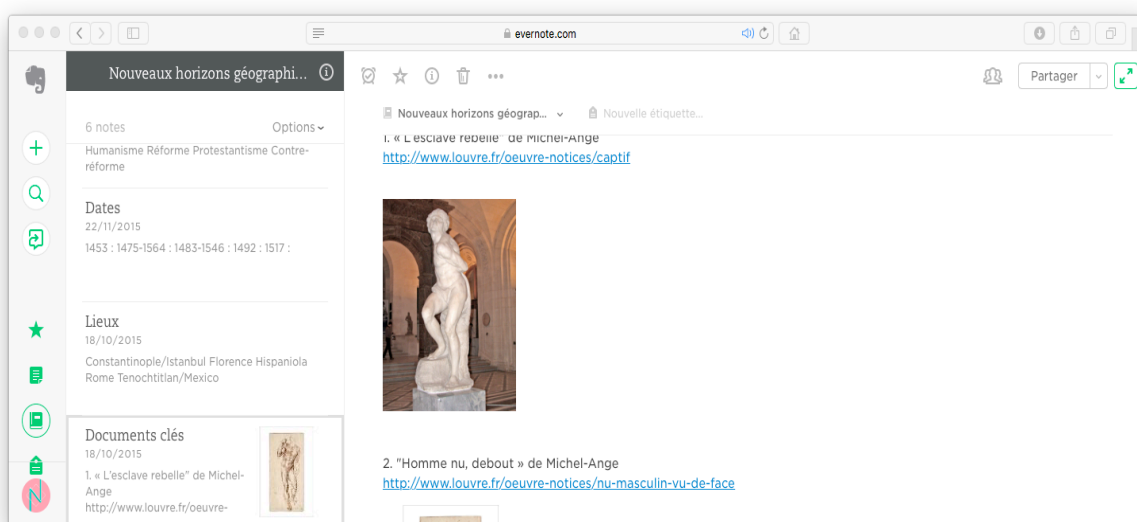 evernote.com
Nouveaux horizons géographi...
6 notes
Options
Humanisme Réforme Protestantisme Contre-
réforme
Dates
22/11/2015
1453 : 1475-1564 : 1483-1546 : 1492 : 1517 :
Lieux
18/10/2015
Constantinople/Istanbul Florence Hispaniola
Rome Tenochtitlan/Mexico
Documents clés
18/10/2015
1. « L'esclave rebelle" de Michel-
Ange
http://www.louvre.fr/oeuvre-
Partager
Nouveaux horizons géograp...
Nouvelle étiquette...
1. « L'esclave rebelle" de Michel-Ange
http://www.louvre.fr/oeuvre-notices/captif
2. "Homme nu, debout » de Michel-Ange
http://www.louvre.fr/oeuvre-notices/nu-masculin-vu-de-face